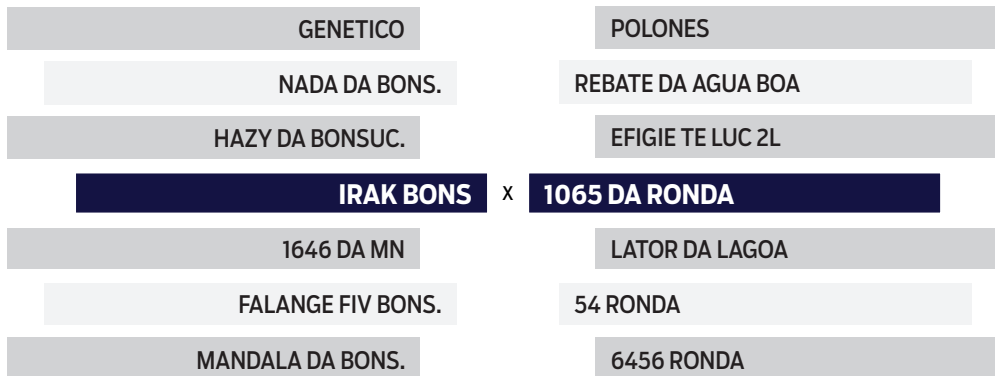 GENETICO POLONES
NADA DA BONS. REBATE DA AGUA BOA
HAZY DA BONSUC. EFIGIE TE LUC 2L
IRAK BONS X 1065 DA RONDA
1646 DA MN LATOR DA LAGOA
FALANGE FIV BONS. 54 RONDA
MANDALA DA BONS. 6456 RONDA